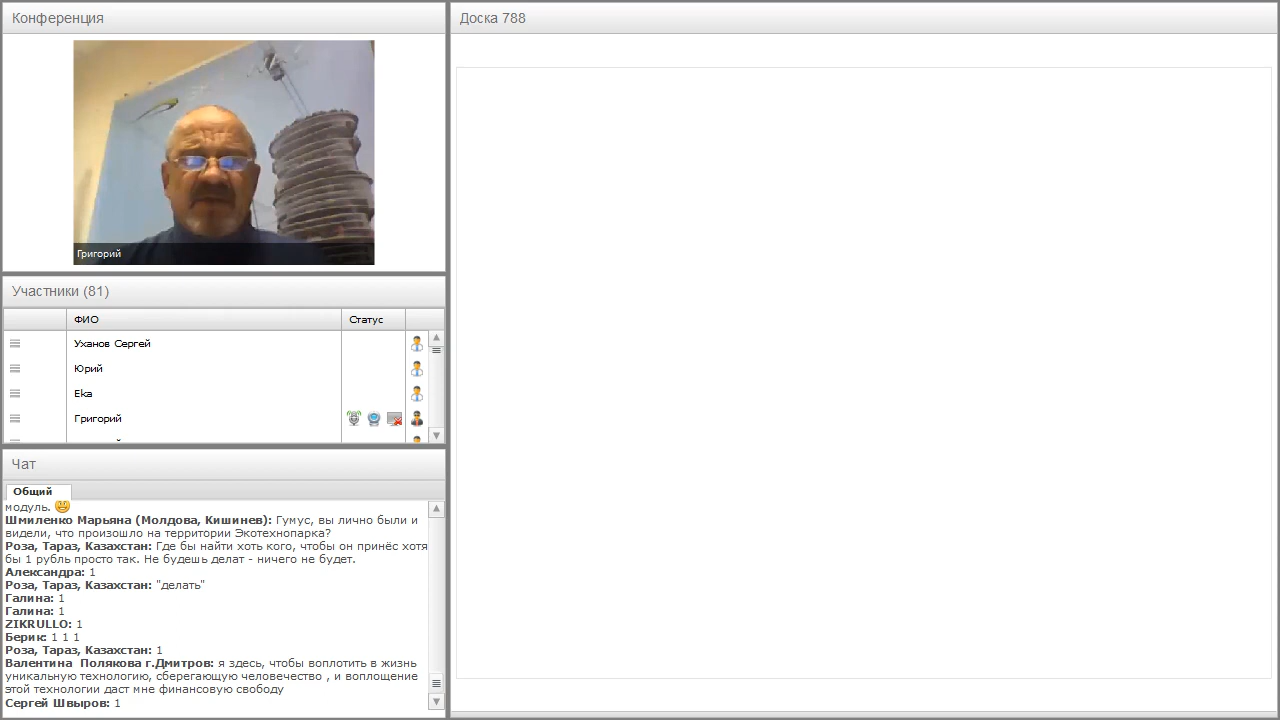 Конференция
Григорий
Участники (81)
ФИО Статус
Уханов Сергей
Юрий
Eka
Григорий
Чат
Общий
модуль.
Шмиленко Марьяна (Молдова, Кишинев): Гумус, вы лично были и
видели, что произошло на территории Экотехнопарка?
Роза, Тараз, Казахстан: Где бы найти хоть кого, чтобы он принёс хотя
бы 1 рубль просто так. Не будешь делат - ничего не будет.
Александра: 1
Роза, Тараз, Казахстан: "делать"
Галина: 1
Галина: 1
ZIKRULLO: 1
Берик: 1 1 1
Роза, Тараз, Казахстан: 1
Валентина Полякова г.Дмитров: я здесь, чтобы воплотить в жизнь
уникальную технологию, сберегающую человечество , и воплощение
этой технологии даст мне финансовую свободу
Сергей Швыров: 1
Доска 788